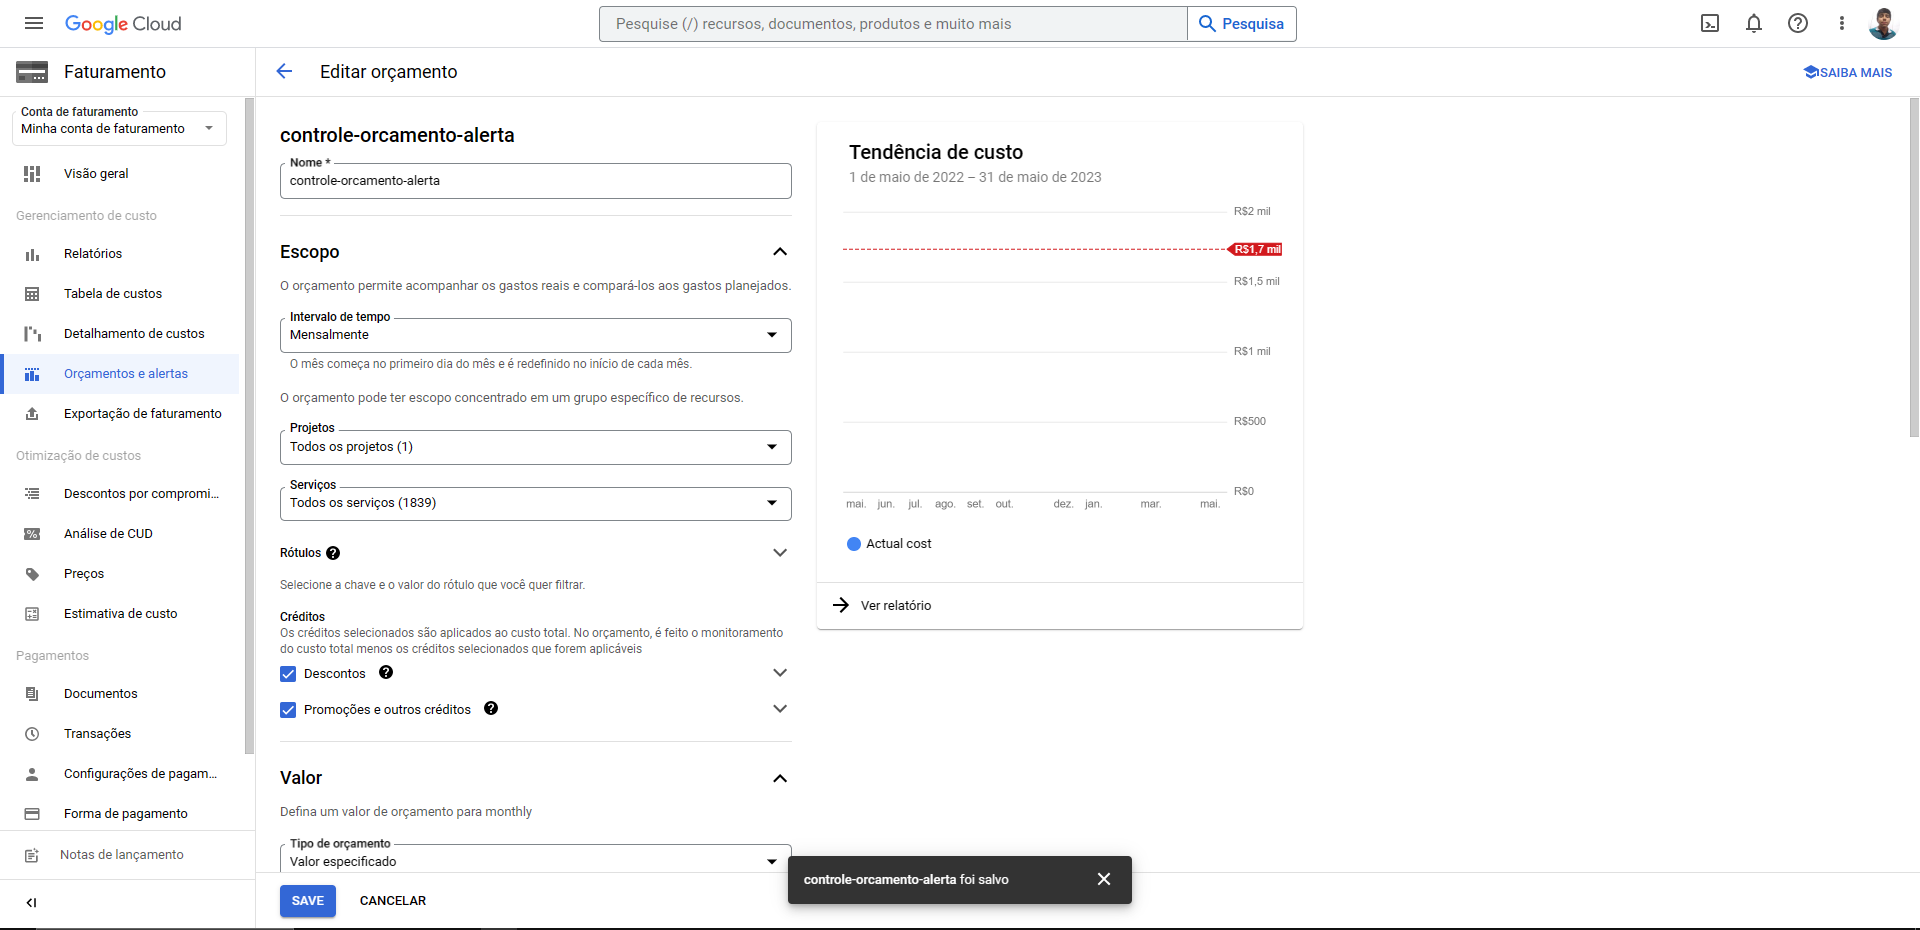 Google Cloud
Pesquise (/) recursos, documentos, produtos e muito mais
Pesquisa
Faturamento
Editar orçamento
SAIBA MAIS
Conta de faturamento
Minha conta de faturamento
Visão geral
Gerenciamento de custo
Relatórios
Tabela de custos
Detalhamento de custos
Orçamentos e alertas
Exportação de faturamento
Otimização de custos
Descontos por compromi...
Análise de CUD
Preços
Estimativa de custo
Pagamentos
Documentos
Transações
Configurações de pagam...
Forma de pagamento
Notas de lançamento
controle-orcamento-alerta
Nome *
controle-orcamento-alerta
Escopo
O orçamento permite acompanhar os gastos reais e compará-los aos gastos planejados.
Intervalo de tempo
Mensalmente
O mês começa no primeiro dia do mês e é redefinido no início de cada mês.
O orçamento pode ter escopo concentrado em um grupo específico de recursos.
Projetos
Todos os projetos (1)
Serviços
Todos os serviços (1839)
Rótulos
Selecione a chave e o valor do rótulo que você quer filtrar.
Créditos
Os créditos selecionados são aplicados ao custo total. No orçamento, é feito o monitoramento
do custo total menos os créditos selecionados que forem aplicáveis
Descontos
Promoções e outros créditos
Valor
Defina um valor de orçamento para monthly
Tipo de orçamento
Valor especificado
SAVE
CANCELAR
Tendência de custo
1 de maio de 2022 – 31 de maio de 2023
R$2 mil
R$1,7 mil
R$1,5 mil
R$1 mil
R$500
R$0
mai. jun. jul. ago. set. out. dez. jan. mar. mai.
Actual cost
Ver relatório
controle-orcamento-alerta foi salvo